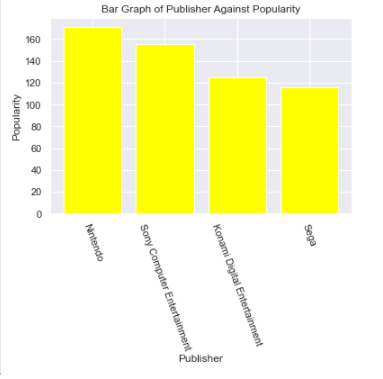 Bar Graph of Publisher Against Popularity
160
140
120
100
80
60
40
20
0
Popularity
Nintendo
Sony Computer Entertainment
Konami Digital Entertainment
Sega
Publisher